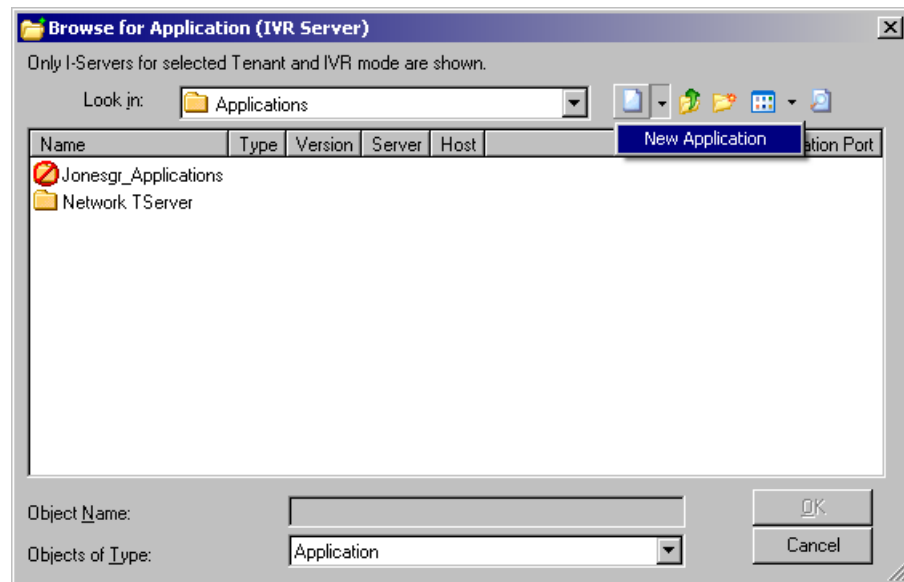 Browse for Application (IVR Server)
Only I-Servers for selected Tenant and IVR mode are shown.
Look in: Applications
New Application
Name Type Version Server Host ation Port
Jonesgr_Applications
Network TServer
Object Name:
OK
Objects of Type: Application
Cancel